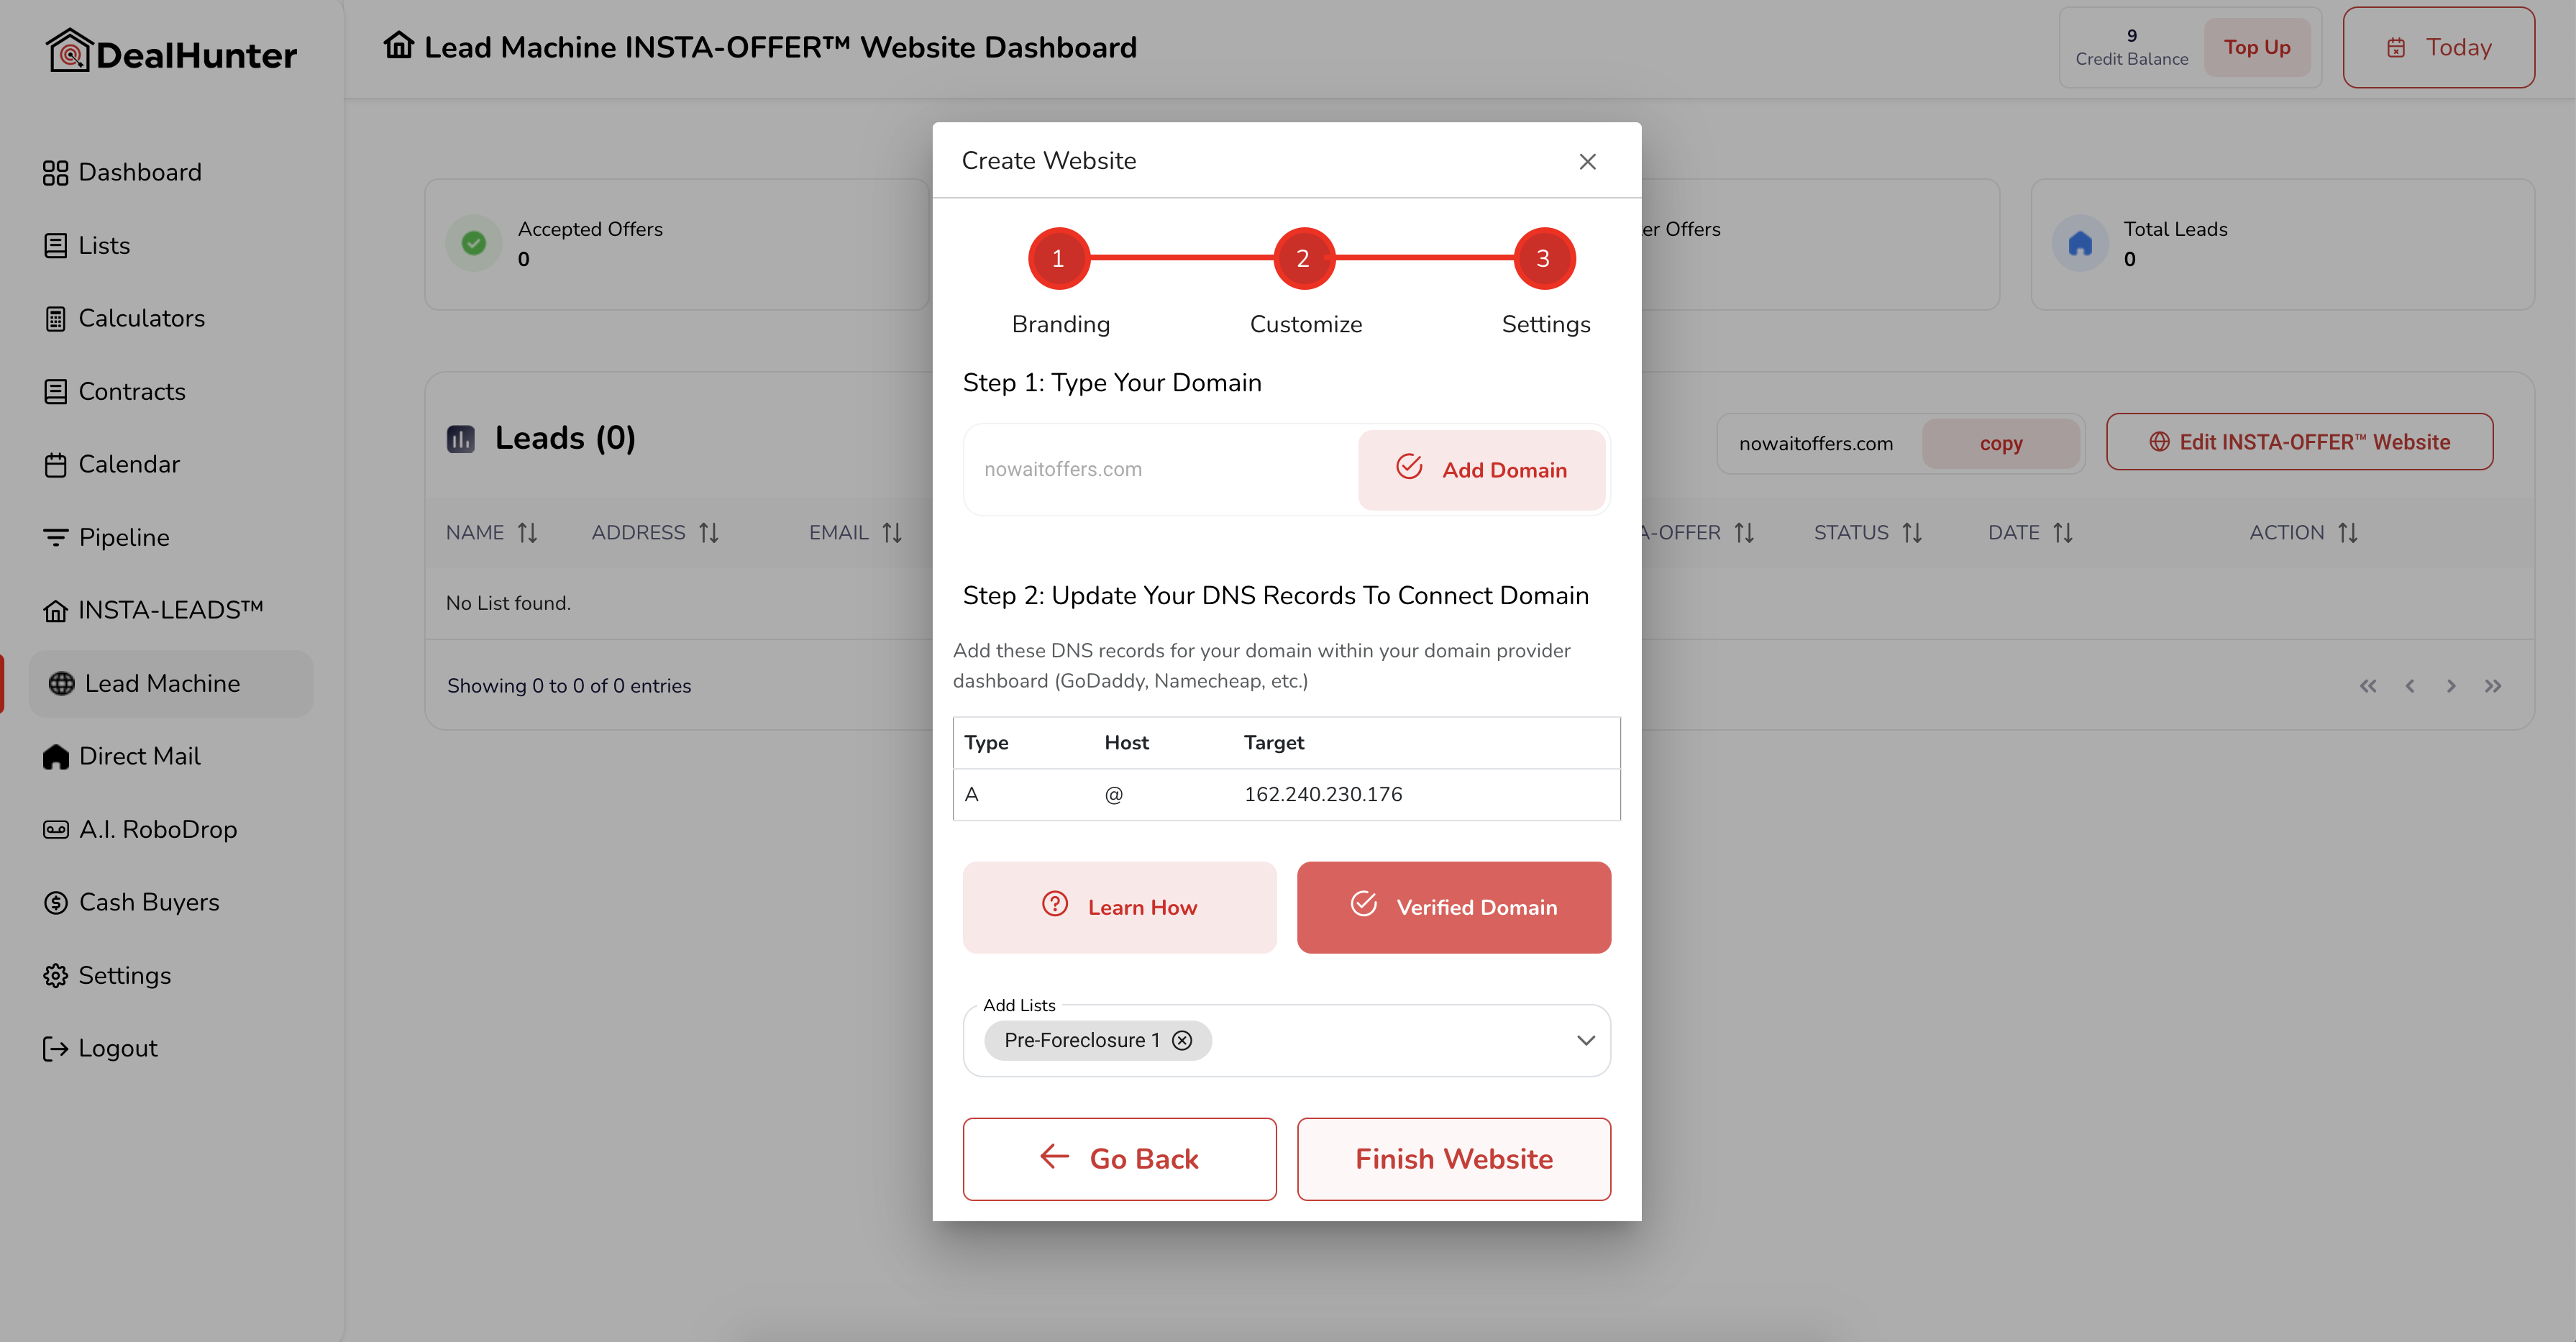 DealHunter
Lead Machine INSTA-OFFER™ Website Dashboard
9
Credit Balance
Top Up
Today
Dashboard
Lists
Calculators
Contracts
Calendar
Pipeline
INSTA-LEADS™
Lead Machine
Direct Mail
A.I. RoboDrop
Cash Buyers
Settings
Logout
Accepted Offers
0
er Offers
Total Leads
0
Leads (0)
nowaitoffers.com
copy
Edit INSTA-OFFER™ Website
NAME ADDRESS EMAIL A-OFFER STATUS DATE ACTION
No List found.
Showing 0 to 0 of 0 entries
Create Website
1 2 3
Branding Customize Settings
Step 1: Type Your Domain
nowaitoffers.com
Add Domain
Step 2: Update Your DNS Records To Connect Domain
Add these DNS records for your domain within your domain provider
dashboard (GoDaddy, Namecheap, etc.)
Type Host Target
A @ 162.240.230.176
Learn How
Verified Domain
Add Lists
Pre-Foreclosure 1
Go Back
Finish Website